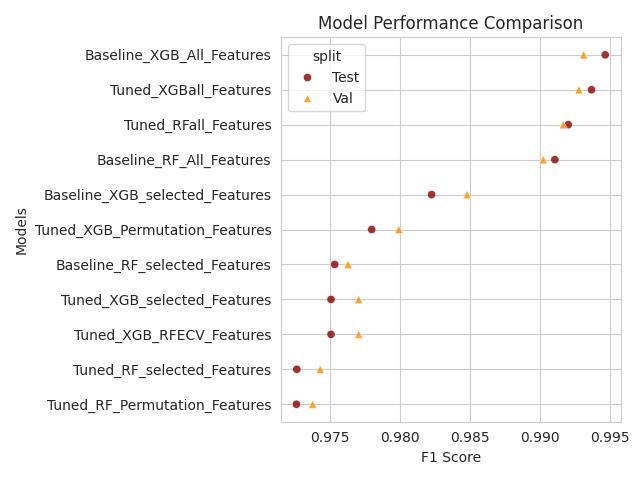 Model Performance Comparison
split
Test
Val
Models
Baseline_XGB_All_Features
Tuned_XGBall_Features
Tuned_RFall_Features
Baseline_RF_All_Features
Baseline_XGB_selected_Features
Tuned_XGB_Permutation_Features
Baseline_RF_selected_Features
Tuned_XGB_selected_Features
Tuned_XGB_RFECV_Features
Tuned_RF_selected_Features
Tuned_RF_Permutation_Features
0.975 0.980 0.985 0.990 0.995
F1 Score